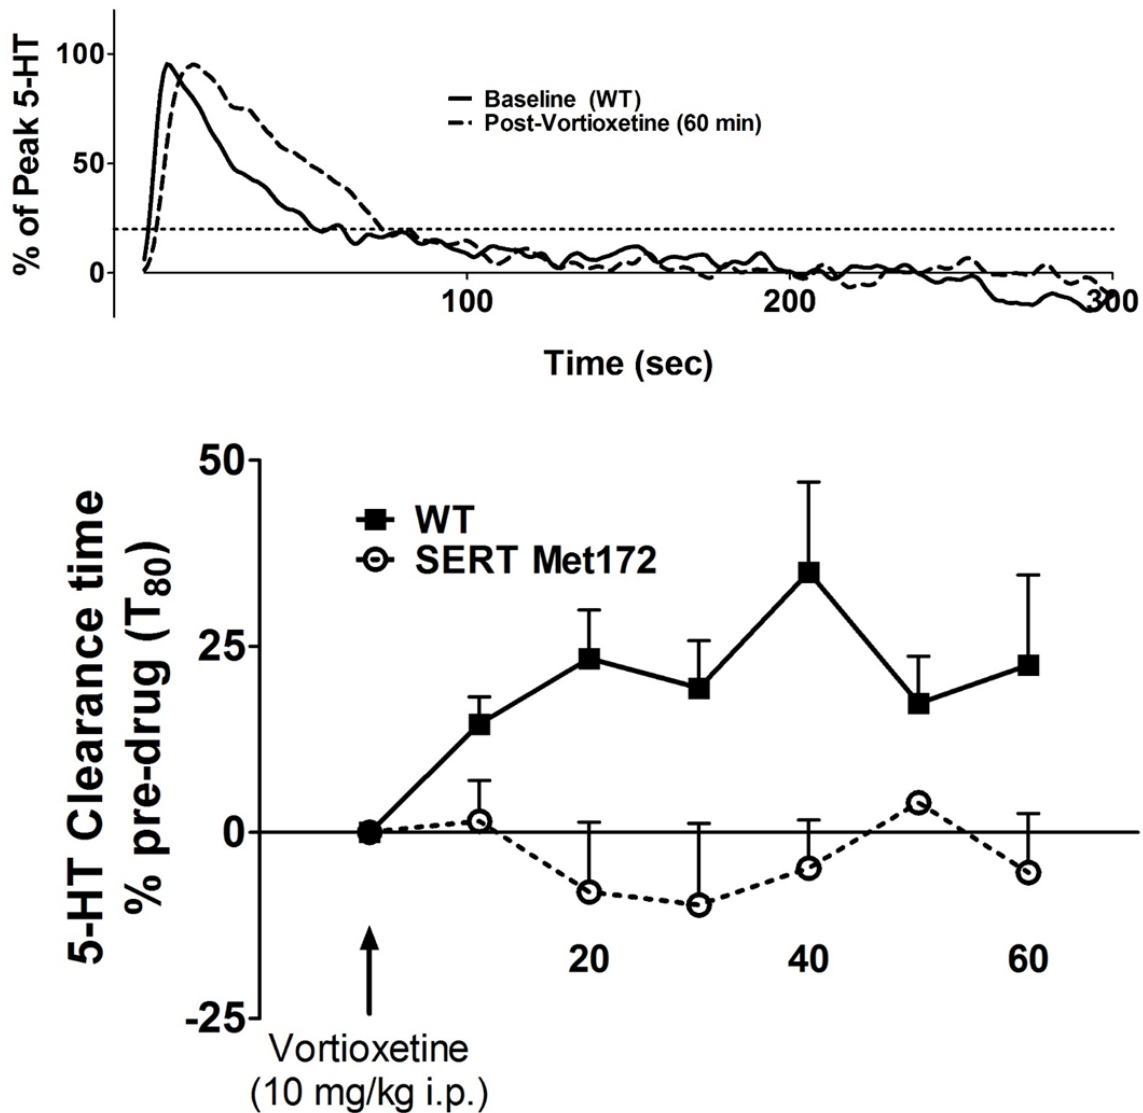 % of Peak 5-HT
100
50
0
Baseline (WT)
Post-Vortioxetine (60 min)
100
200
300
Time (sec)
5-HT Clearance time
% pre-drug (T80)
50
25
0
-25
WT
SERT Met172
20
40
60
Vortioxetine
(10 mg/kg i.p.)